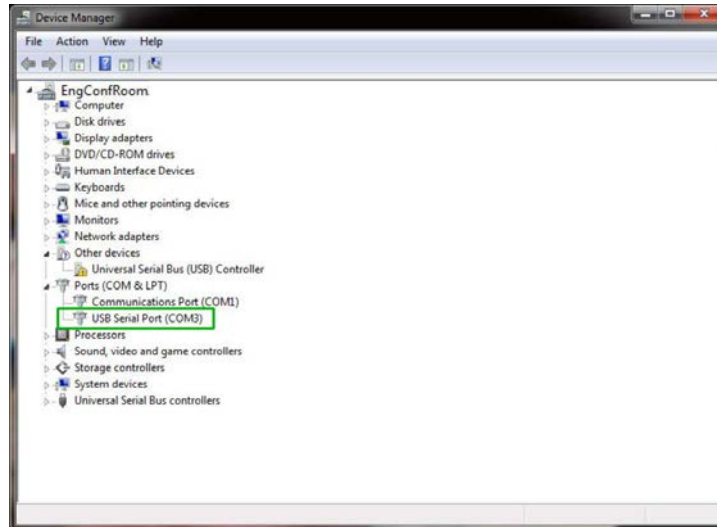 Device Manager
File Action View Help
EngConfRoom
Computer
Disk drives
Display adapters
DVD/CD-ROM drives
Human Interface Devices
Keyboards
Mice and other pointing devices
Monitors
Network adapters
Other devices
Universal Serial Bus (USB) Controller
Ports (COM & LPT)
Communications Port (COM1)
USB Serial Port (COM3)
Processors
Sound, video and game controllers
Storage controllers
System devices
Universal Serial Bus controllers